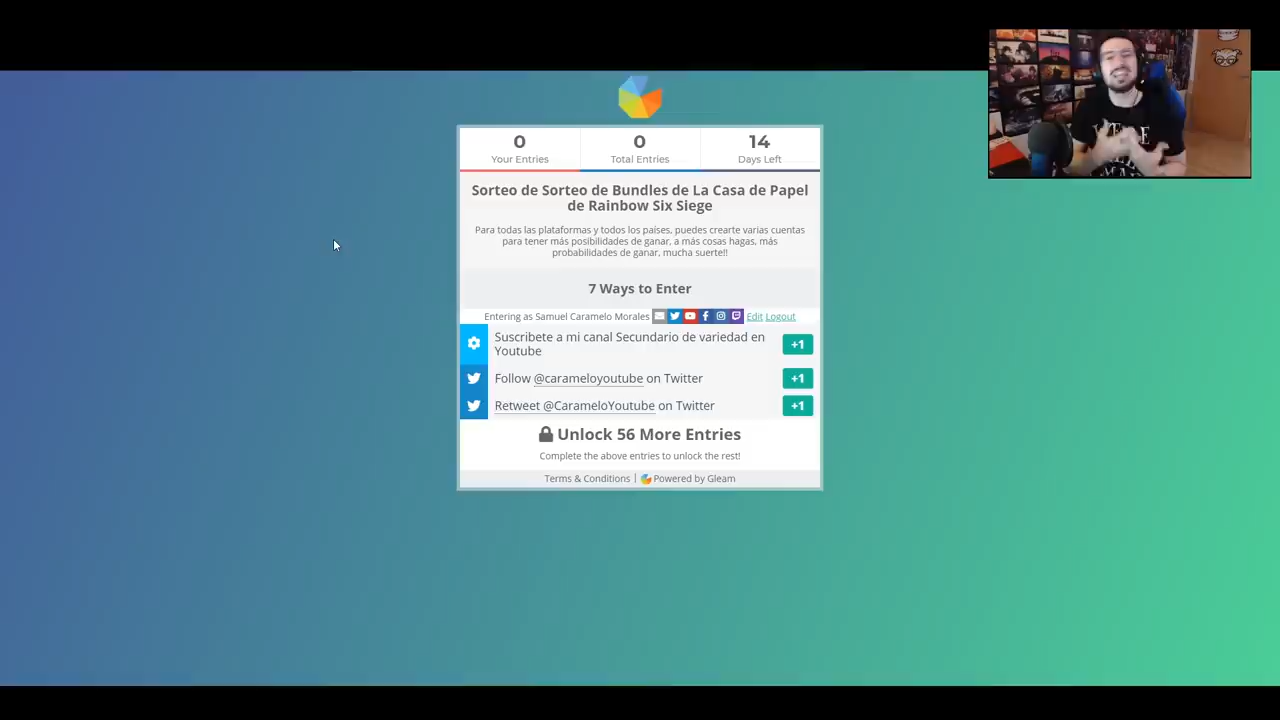 0
Your Entries
0
Total Entries
14
Days Left
Sorteo de Sorteo de Bundles de La Casa de Papel
de Rainbow Six Siege
Para todas las plataformas y todos los países, puedes crearte varias cuentas
para tener más posibilidades de ganar, a más cosas hagas, más
probabilidades de ganar, mucha suerte!!
7 Ways to Enter
Entering as Samuel Caramelo Morales Edit Logout
Suscribete a mi canal Secundario de variedad en
Youtube
+1
Follow @carameloyoutube on Twitter
+1
Retweet @CarameloYoutube on Twitter
+1
Unlock 56 More Entries
Complete the above entries to unlock the rest!
Terms & Conditions | Powered by Gleam